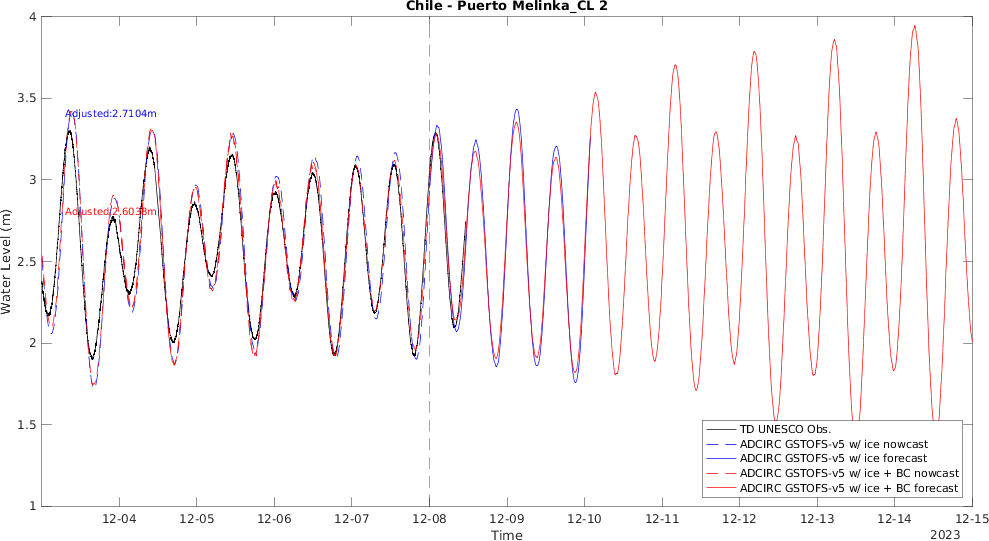 Chile - Puerto Melinka_CL 2
Water Level (m)
4
3.5
3
2.5
2
1.5
1
Adjusted:2.7104m
Adjusted:2.6038m
TD UNESCO Obs.
ADCIRC GSTOFS-v5 w/ ice nowcast
ADCIRC GSTOFS-v5 w/ ice forecast
ADCIRC GSTOFS-v5 w/ ice + BC nowcast
ADCIRC GSTOFS-v5 w/ ice + BC forecast
12-04 12-05 12-06 12-07 12-08 12-09 12-10 12-11 12-12 12-13 12-14 12-15
Time
2023